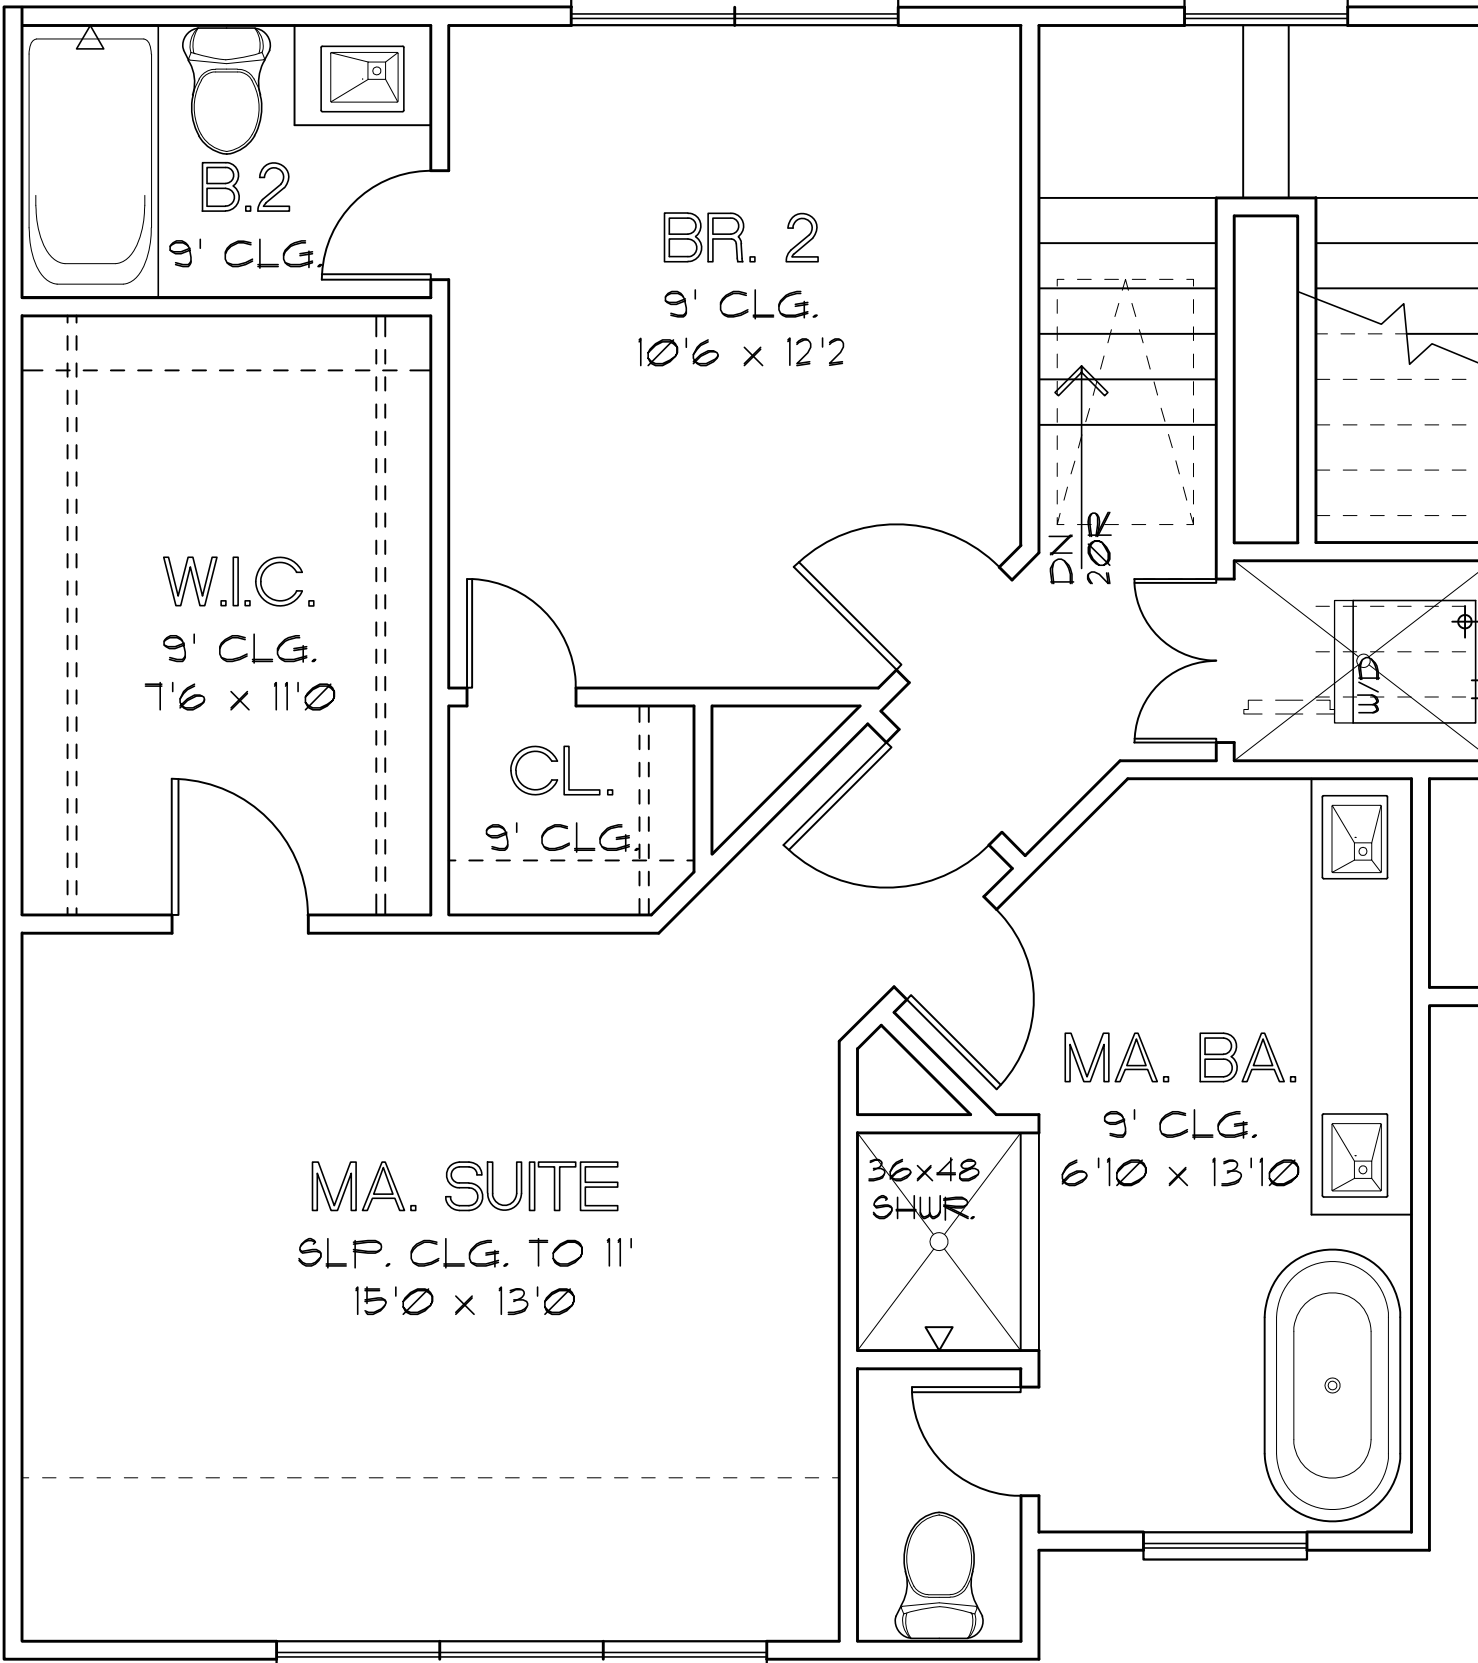 B.2
9' CLG.
BR. 2
9' CLG.
10'6 x 12'2
DN
20R
W.I.C.
9' CLG.
7'6 x 11'0
W/D
CL.
9' CLG.
MA. BA.
9' CLG.
6'10 x 13'10
36x48
SHWR.
MA. SUITE
SLP. CLG. TO 11'
15'0 x 13'0